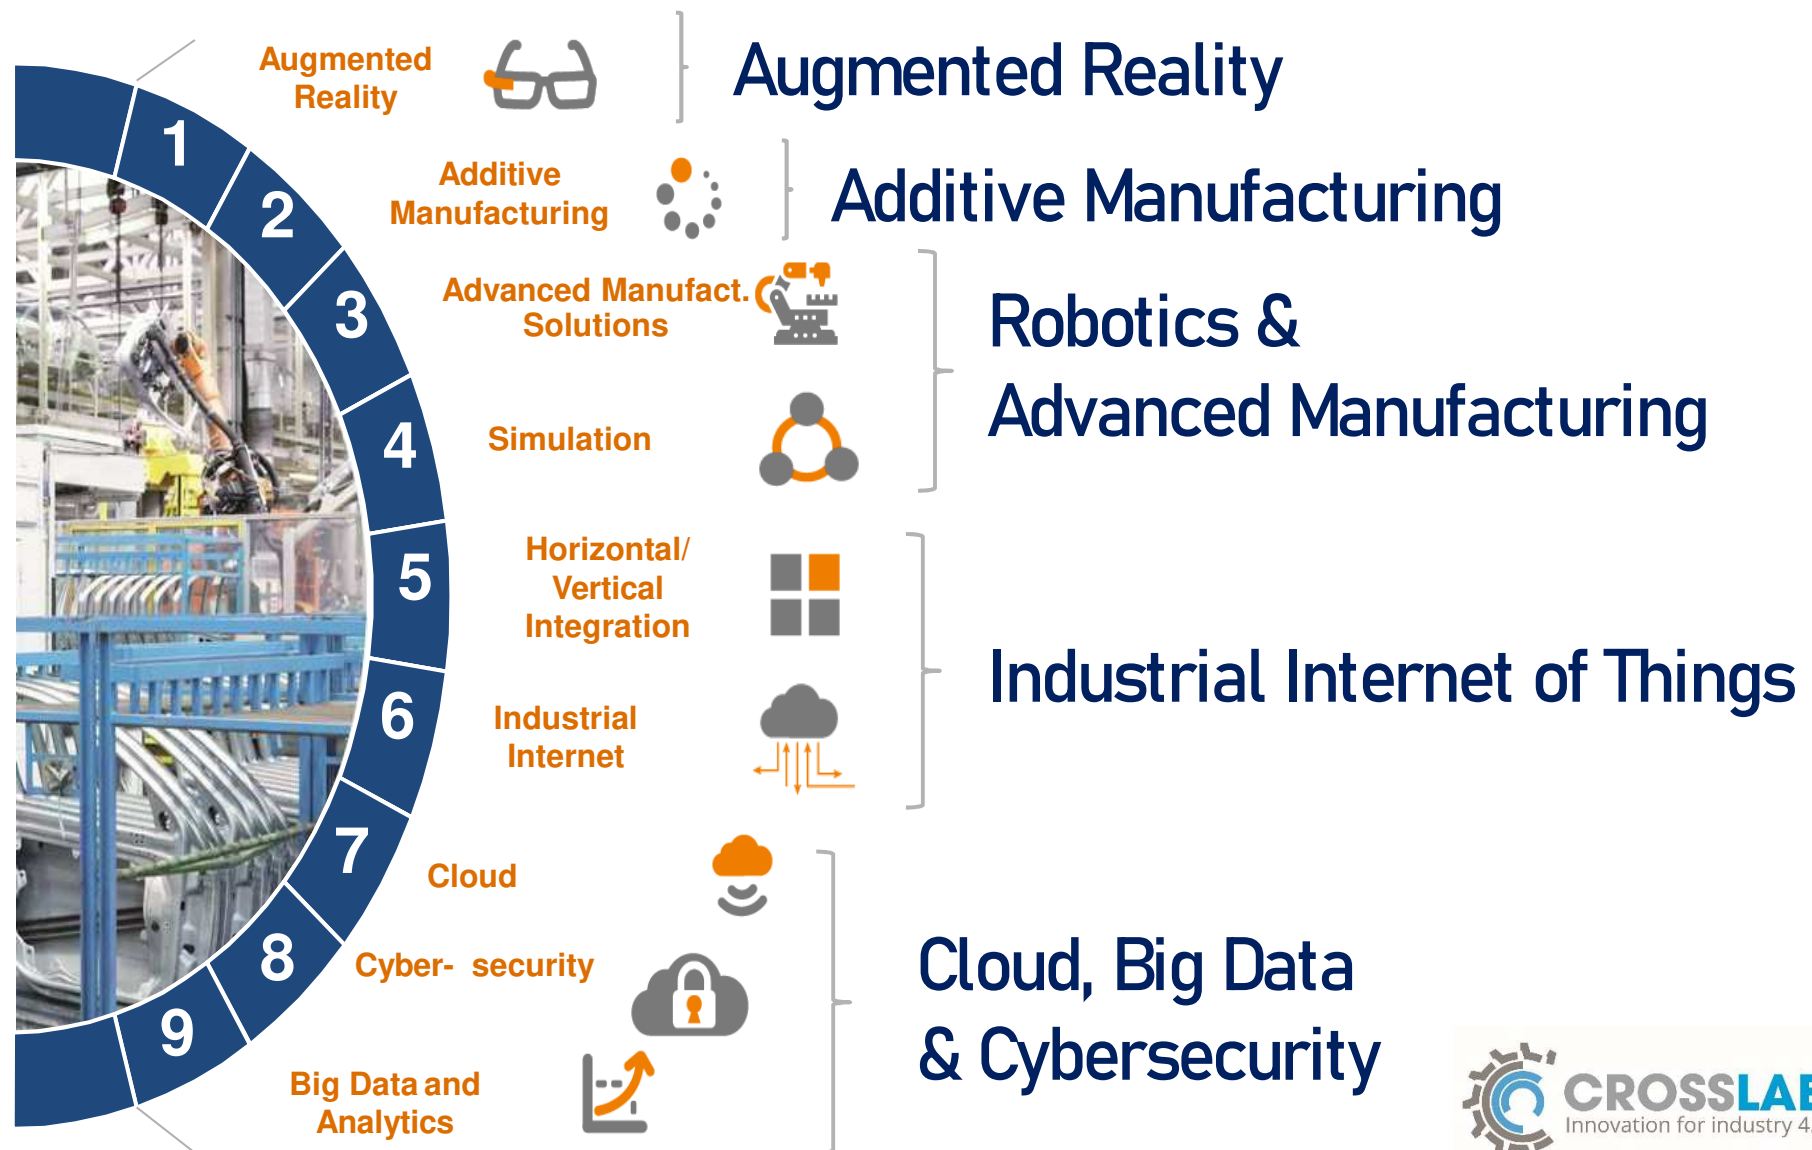 Augmented
Reality
Augmented Reality
1
Additive
Manufacturing
Additive Manufacturing
2
Advanced Manufact.
Solutions
3
Robotics &
Advanced Manufacturing
Simulation
4
Horizontal/
Vertical
Integration
5
Industrial Internet of Things
Industrial
Internet
6
Cloud
7
Cyber- security
8
Cloud, Big Data
& Cybersecurity
Big Data and
Analytics
9
CROSSLAB
Innovation for industry 4.